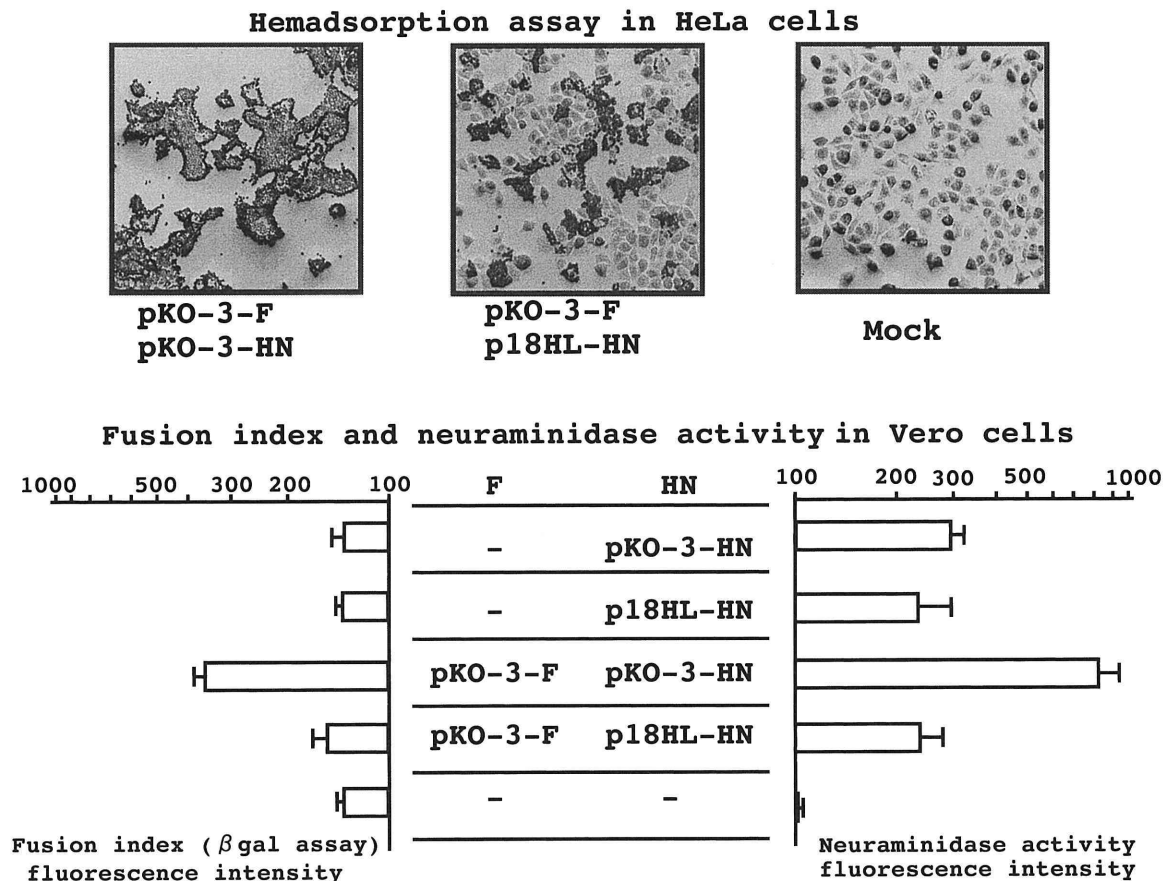 Hemadsorption assay in HeLa cells
pKO-3-F
pKO-3-HN
pKO-3-F
p18HL-HN
Mock
Fusion index and neuraminidase activity in Vero cells
1000 500 300 200 100
F HN
100 200 300 500 1000
- pKO-3-HN
- p18HL-HN
pKO-3-F pKO-3-HN
pKO-3-F p18HL-HN
- -
Fusion index (βgal assay)
fluorescence intensity
Neuraminidase activity
fluorescence intensity